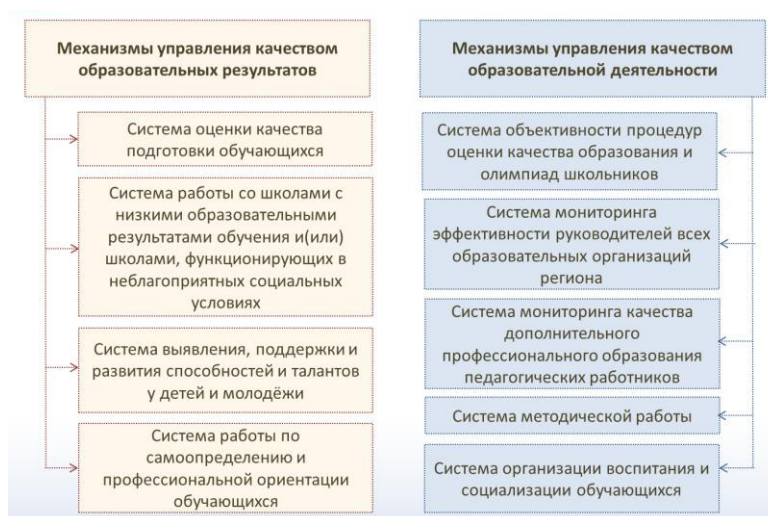 Механизмы управления качеством
образовательных результатов
Система оценки качества
подготовки обучающихся
Система работы со школами с
низкими образовательными
результатами обучения и(или)
школами, функционирующих в
неблагоприятных социальных
условиях
Система выявления, поддержки и
развития способностей и талантов
у детей и молодёжи
Система работы по
самоопределению и
профессиональной ориентации
обучающихся
Механизмы управления качеством
образовательной деятельности
Система объективности процедур
оценки качества образования и
олимпиад школьников
Система мониторинга
эффективности руководителей всех
образовательных организаций
региона
Система мониторинга качества
дополнительного
профессионального образования
педагогических работников
Система методической работы
Система организации воспитания и
социализации обучающихся